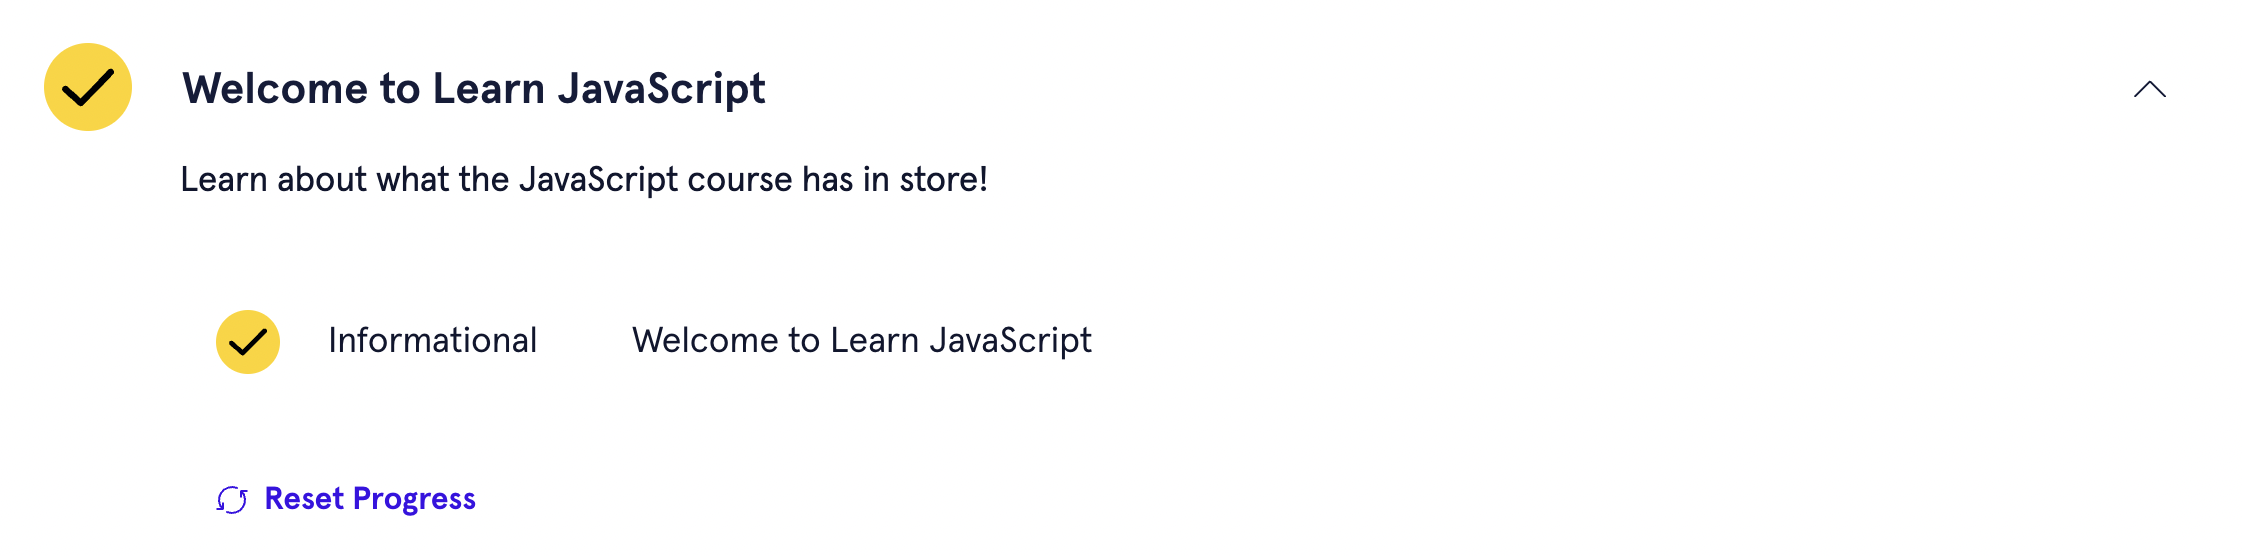 Welcome to Learn JavaScript
Learn about what the JavaScript course has in store!
Informational Welcome to Learn JavaScript
Reset Progress